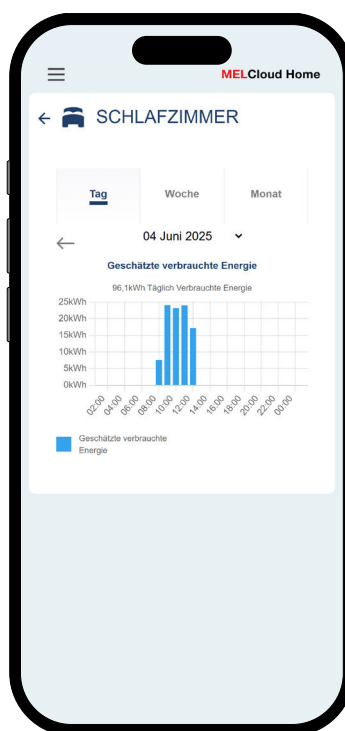 MELCloud Home
SCHLAFZIMMER
Tag Woche Monat
04 Juni 2025
Geschätzte verbrauchte Energie
96,1kWh Täglich Verbrauchte Energie
25kWh
20kWh
15kWh
10kWh
5kWh
0kWh
02:00 04:00 06:00 08:00 10:00 12:00 14:00 16:00 18:00 20:00 22:00 00:00
Geschätzte verbrauchte
Energie